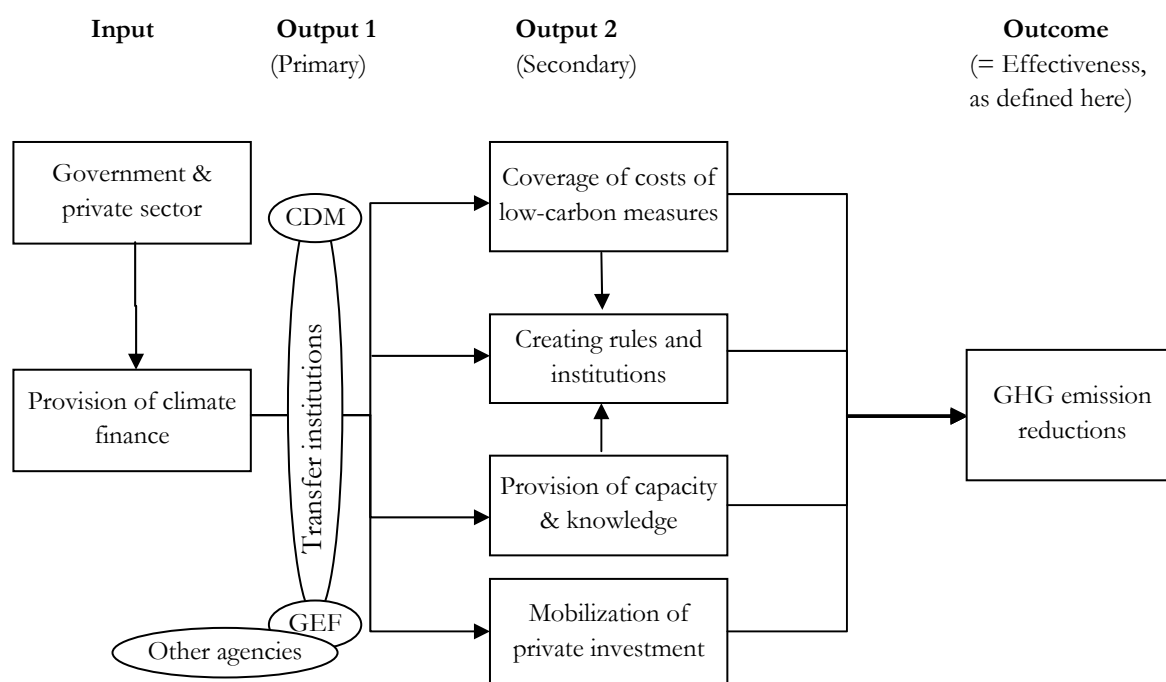 Input
Output 1
(Primary)
Output 2
(Secondary)
Outcome
(= Effectiveness,
as defined here)
Government &
private sector
Provision of climate
finance
CDM
Transfer institutions
GEF
Other agencies
Coverage of costs of
low-carbon measures
Creating rules and
institutions
Provision of capacity
& knowledge
Mobilization of
private investment
GHG emission
reductions